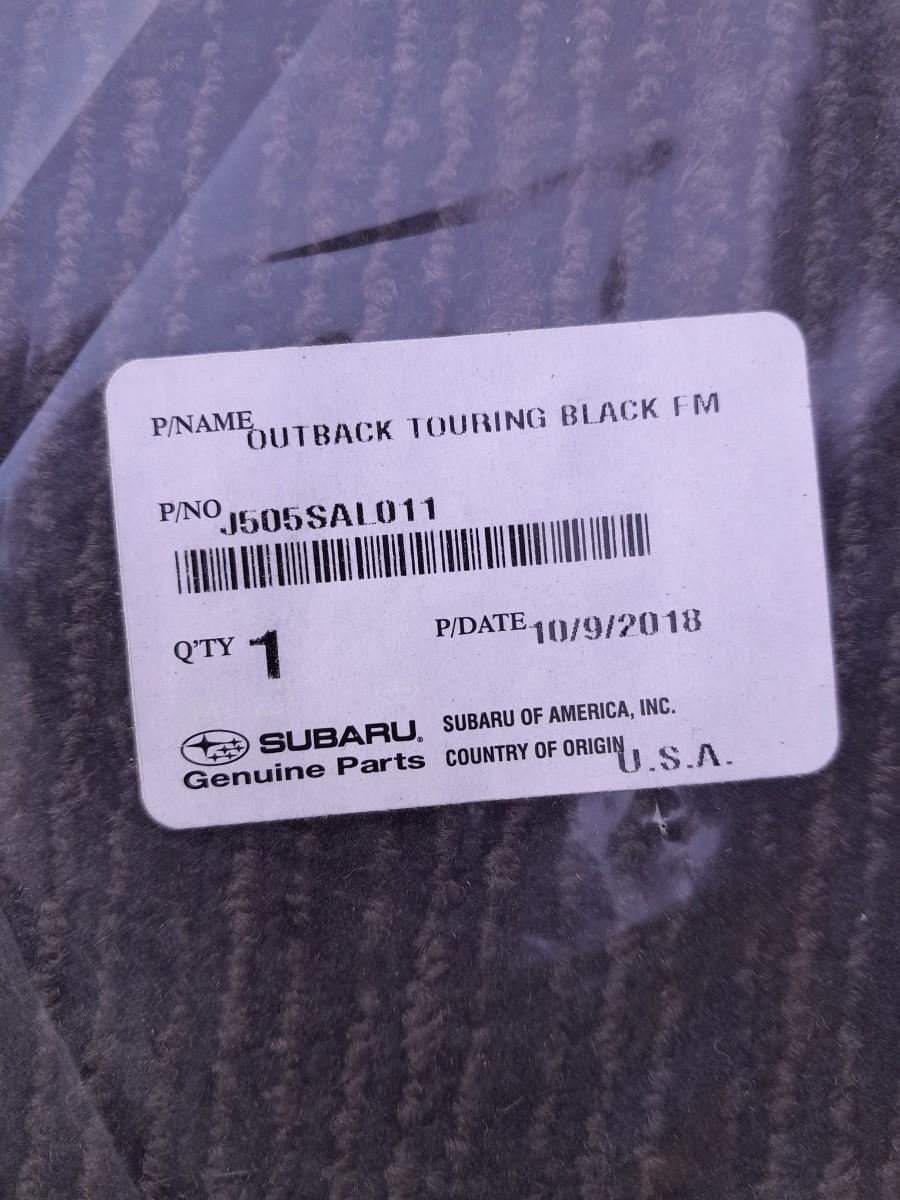 P/NAME OUTBACK TOURING BLACK FM
P/NO J505SAL011
Q'TY 1 P/DATE 10/9/2018
SUBARU® SUBARU OF AMERICA, INC.
Genuine Parts COUNTRY OF ORIGIN U.S.A.